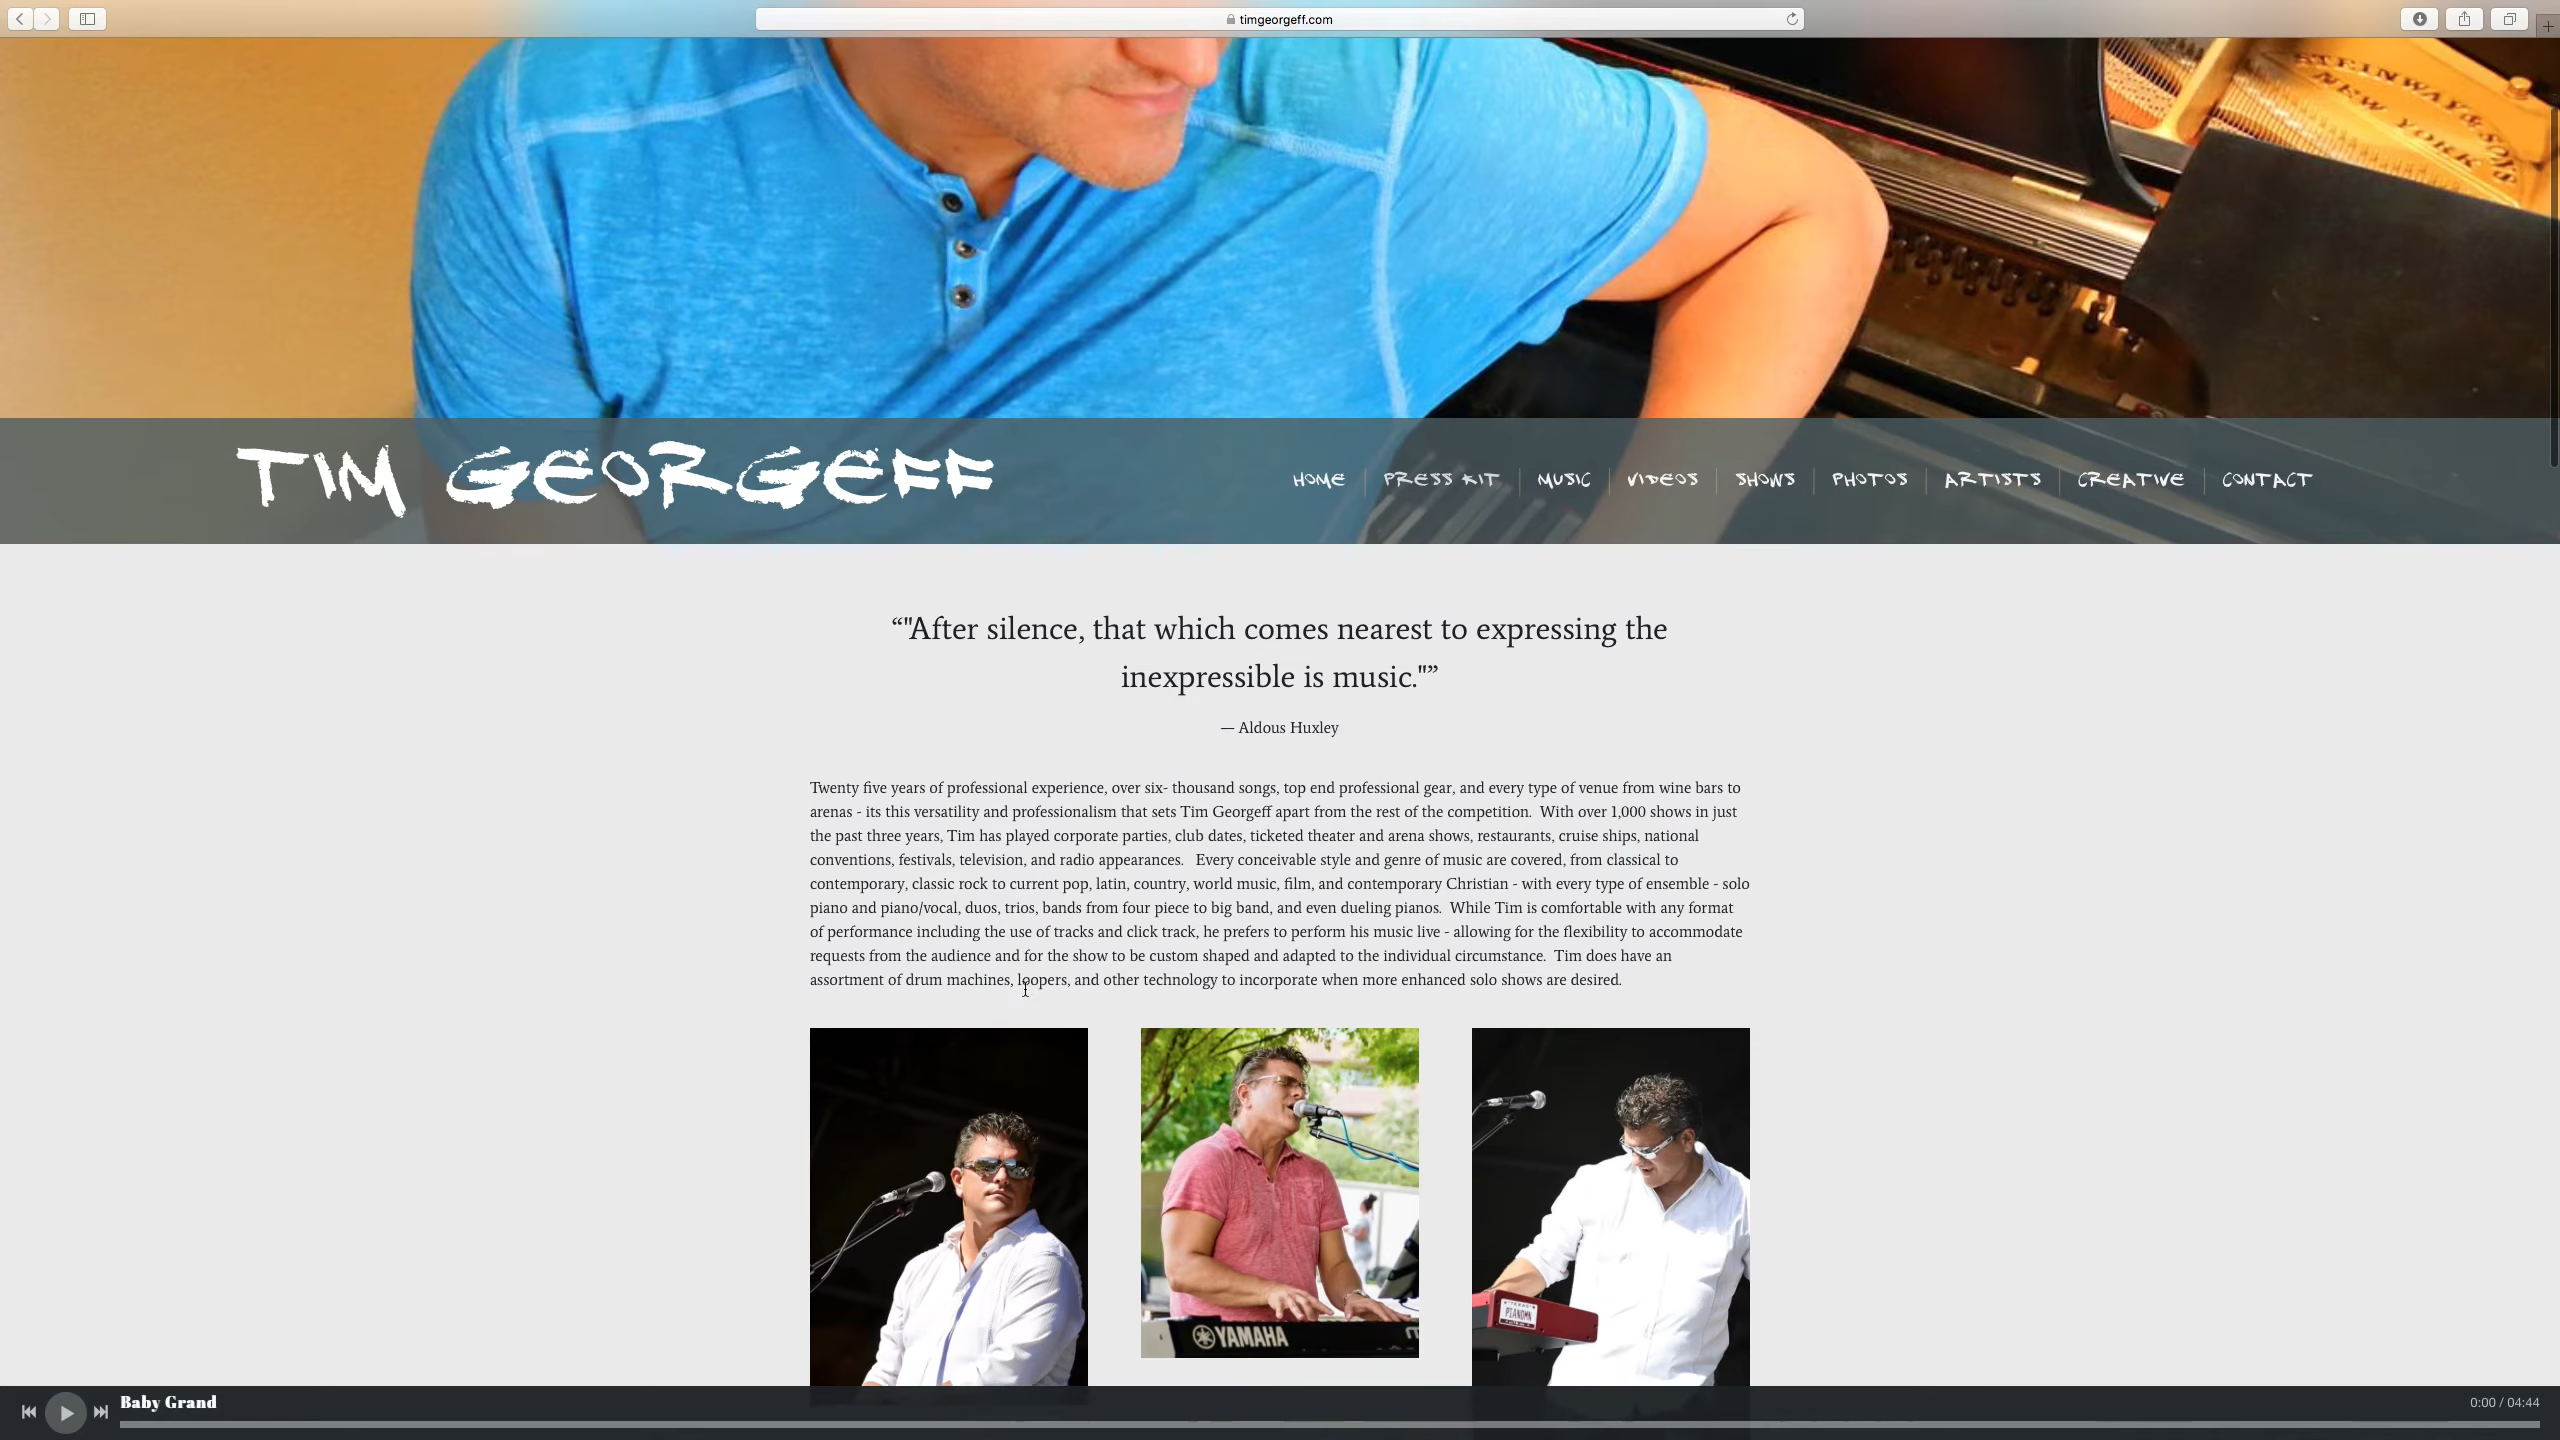 timgeorgeff.com
STEINWAY & SONS
NEW YORK
TIM GEORGEFF
HOME
PRESS KIT
MUSIC
VIDEOS
SHOWS
PHOTOS
ARTISTS
CREATIVE
CONTACT
“"After silence, that which comes nearest to expressing the
inexpressible is music."”
— Aldous Huxley
Twenty five years of professional experience, over six- thousand songs, top end professional gear, and every type of venue from wine bars to
arenas - its this versatility and professionalism that sets Tim Georgeff apart from the rest of the competition.  With over 1,000 shows in just
the past three years, Tim has played corporate parties, club dates, ticketed theater and arena shows, restaurants, cruise ships, national
conventions, festivals, television, and radio appearances.   Every conceivable style and genre of music are covered, from classical to
contemporary, classic rock to current pop, latin, country, world music, film, and contemporary Christian - with every type of ensemble - solo
piano and piano/vocal, duos, trios, bands from four piece to big band, and even dueling pianos.  While Tim is comfortable with any format
of performance including the use of tracks and click track, he prefers to perform his music live - allowing for the flexibility to accommodate
requests from the audience and for the show to be custom shaped and adapted to the individual circumstance.  Tim does have an
assortment of drum machines, loopers, and other technology to incorporate when more enhanced solo shows are desired.
YAMAHA
TEXAS
PIANOMN
Baby Grand
0:00 / 04:44